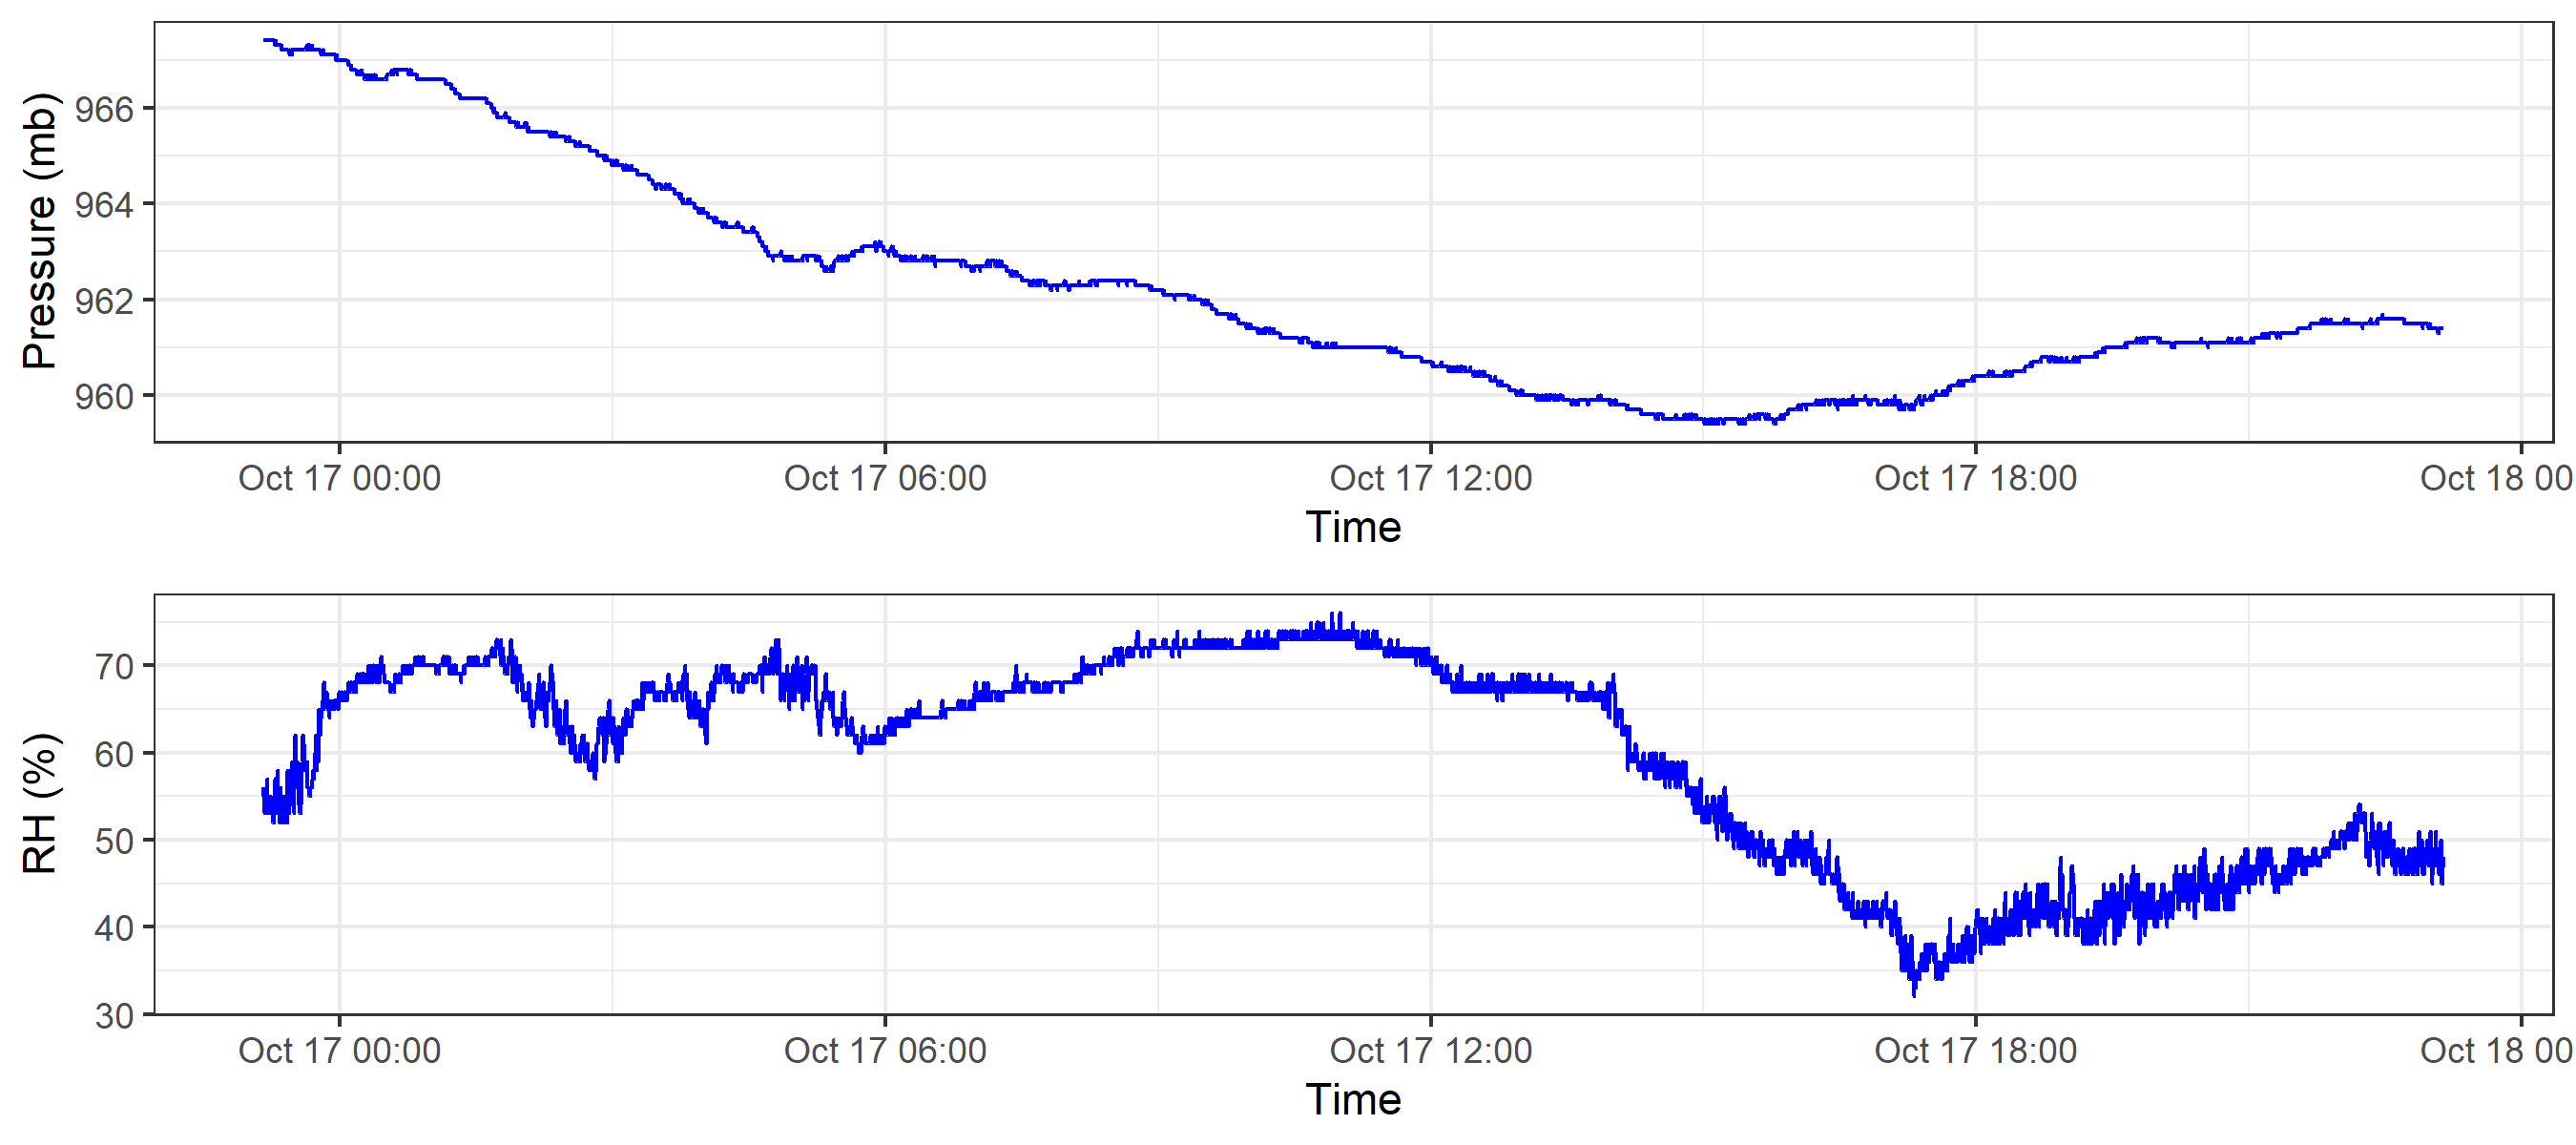 Pressure (mb)
966
964
962
960
Oct 17 00:00
Oct 17 06:00
Oct 17 12:00
Oct 17 18:00
Oct 18 00
Time
RH (%)
70
60
50
40
30
Oct 17 00:00
Oct 17 06:00
Oct 17 12:00
Oct 17 18:00
Oct 18 00
Time